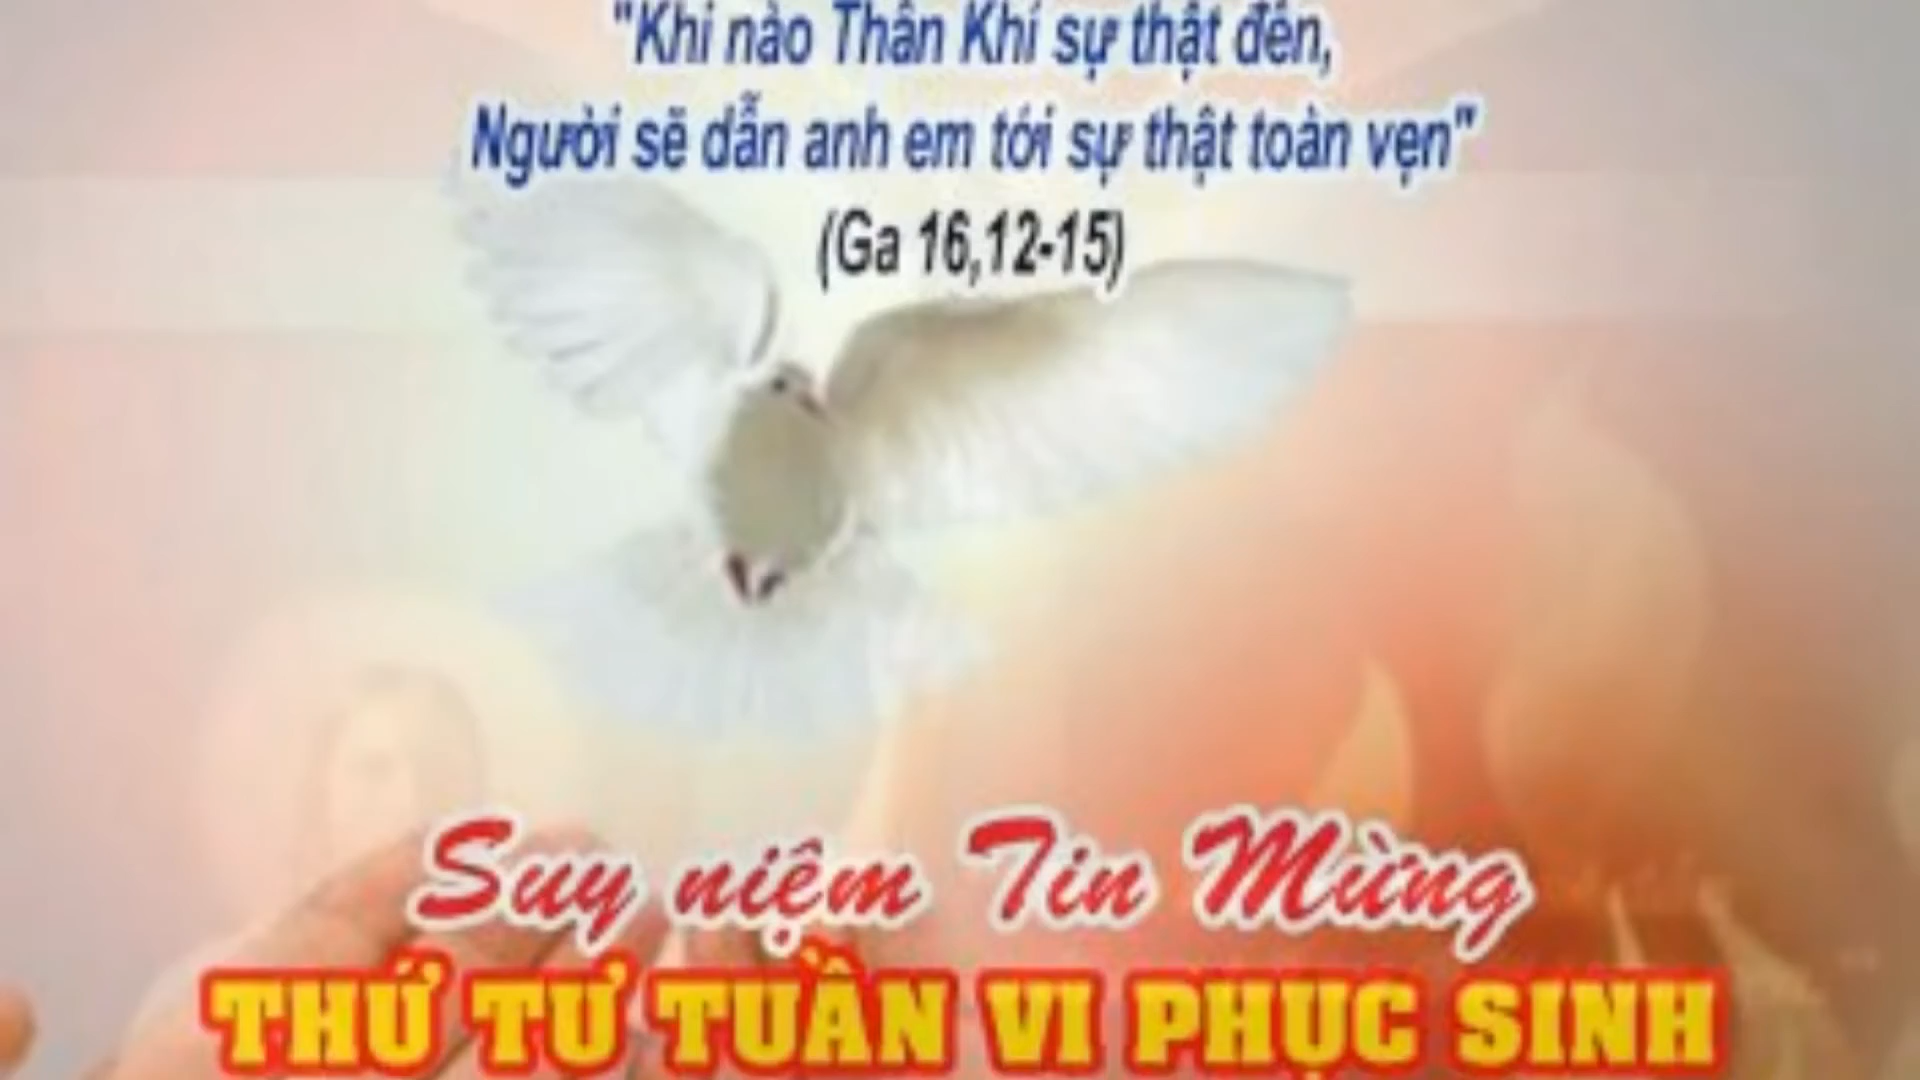 "Khi nào Thần Khí sự thật đến,
Người sẽ dẫn anh em tới sự thật toàn vẹn"
(Ga 16,12-15)
Suy niệm Tin Mừng
THỨ TƯ TUẦN VI PHỤC SINH